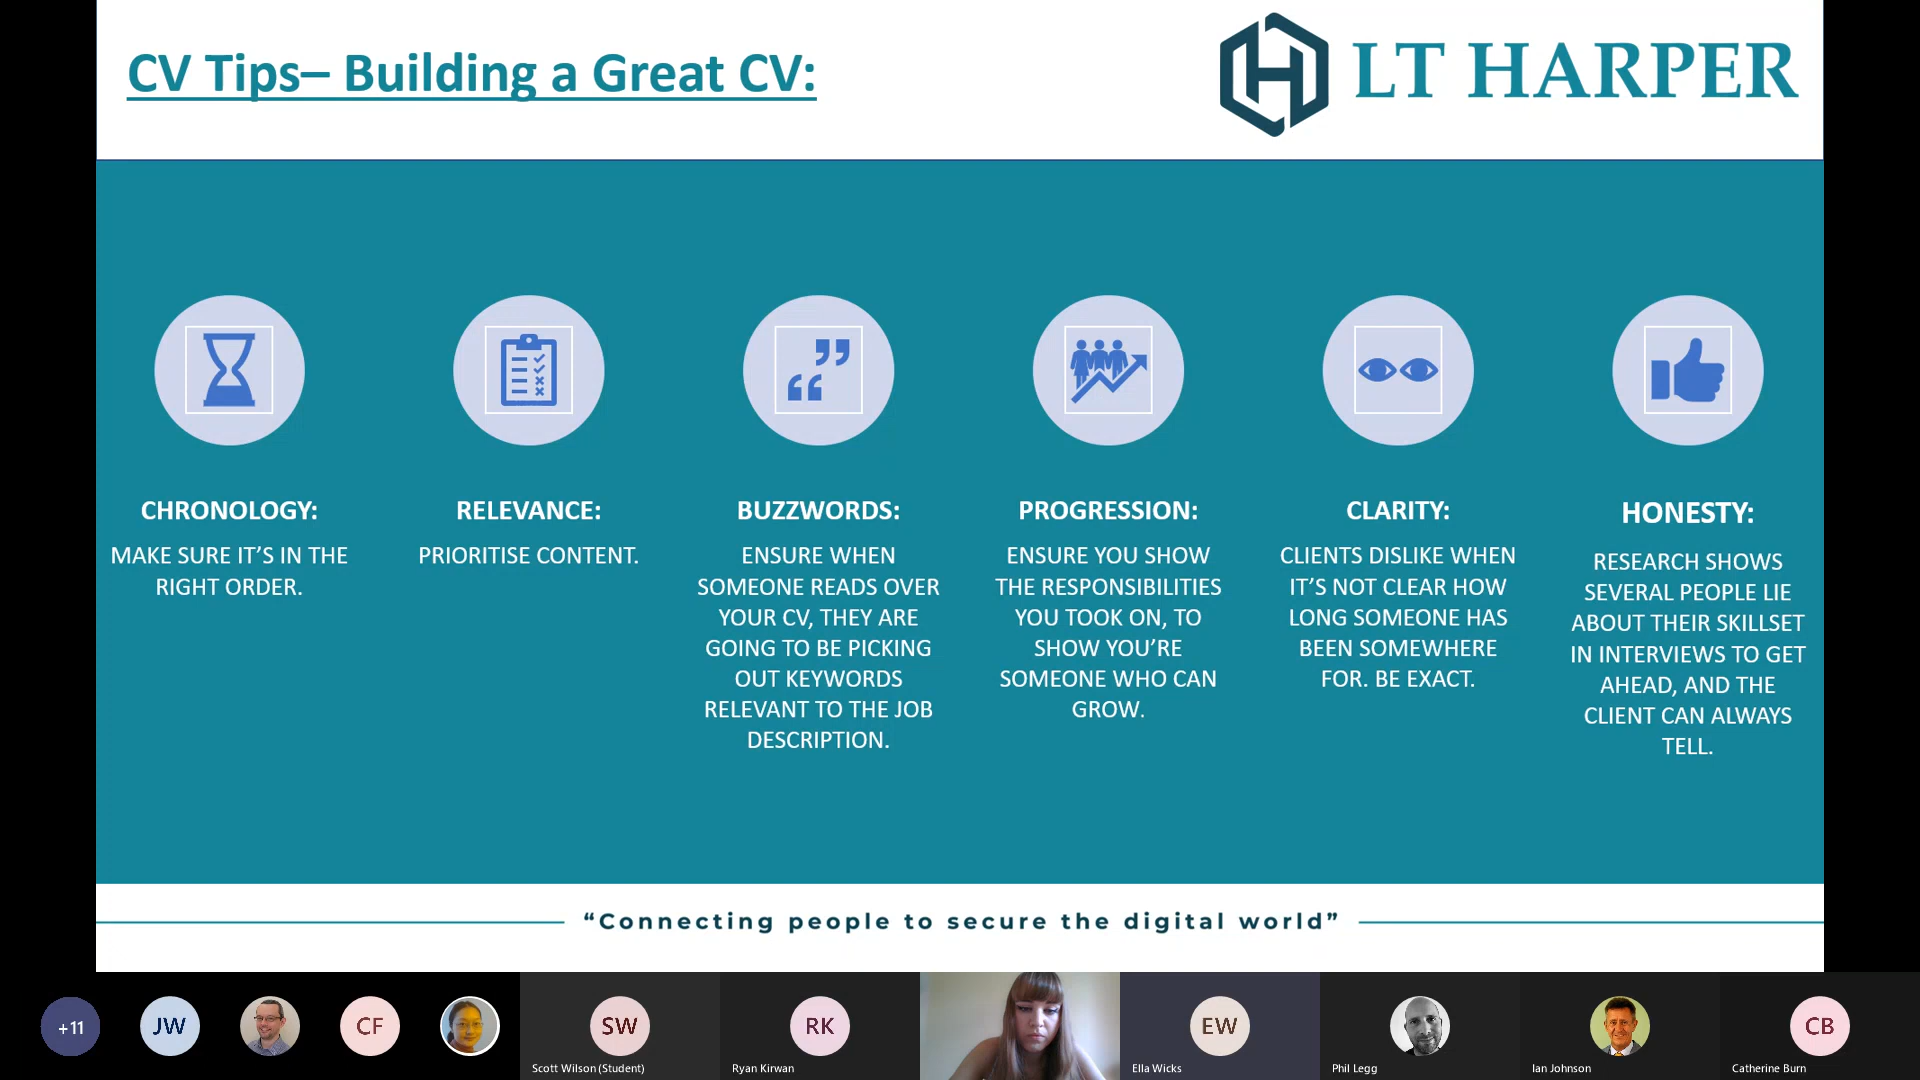 CV Tips– Building a Great CV:
LT HARPER
CHRONOLOGY:
MAKE SURE IT’S IN THE
RIGHT ORDER.
RELEVANCE:
PRIORITISE CONTENT.
BUZZWORDS:
ENSURE WHEN
SOMEONE READS OVER
YOUR CV, THEY ARE
GOING TO BE PICKING
OUT KEYWORDS
RELEVANT TO THE JOB
DESCRIPTION.
PROGRESSION:
ENSURE YOU SHOW
THE RESPONSIBILITIES
YOU TOOK ON, TO
SHOW YOU’RE
SOMEONE WHO CAN
GROW.
CLARITY:
CLIENTS DISLIKE WHEN
IT’S NOT CLEAR HOW
LONG SOMEONE HAS
BEEN SOMEWHERE
FOR. BE EXACT.
HONESTY:
RESEARCH SHOWS
SEVERAL PEOPLE LIE
ABOUT THEIR SKILLSET
IN INTERVIEWS TO GET
AHEAD, AND THE
CLIENT CAN ALWAYS
TELL.
“Connecting people to secure the digital world”
+11
JW
CF
SW
Scott Wilson (Student)
RK
Ryan Kirwan
EW
Ella Wicks
Phil Legg
Ian Johnson
CB
Catherine Burn